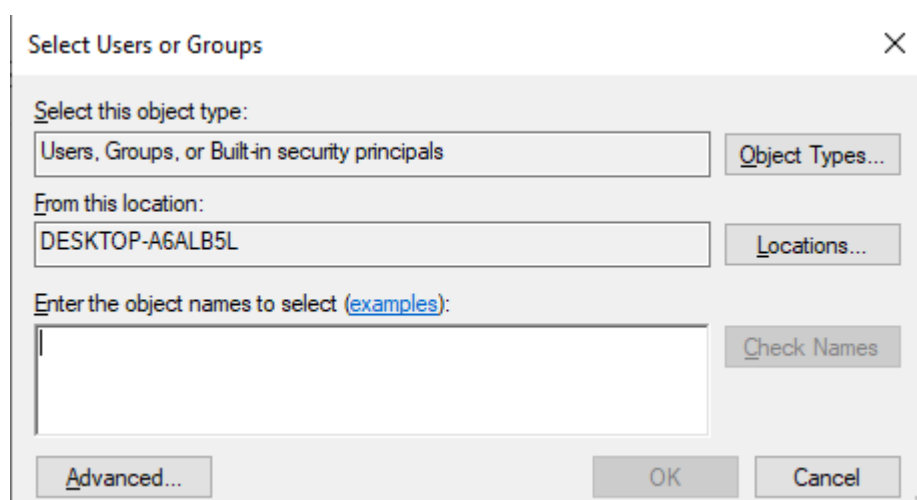 Select Users or Groups
Select this object type:
Users, Groups, or Built-in security principals
Object Types...
From this location:
DESKTOP-A6ALB5L
Locations...
Enter the object names to select (examples):
Check Names
Advanced...
OK
Cancel